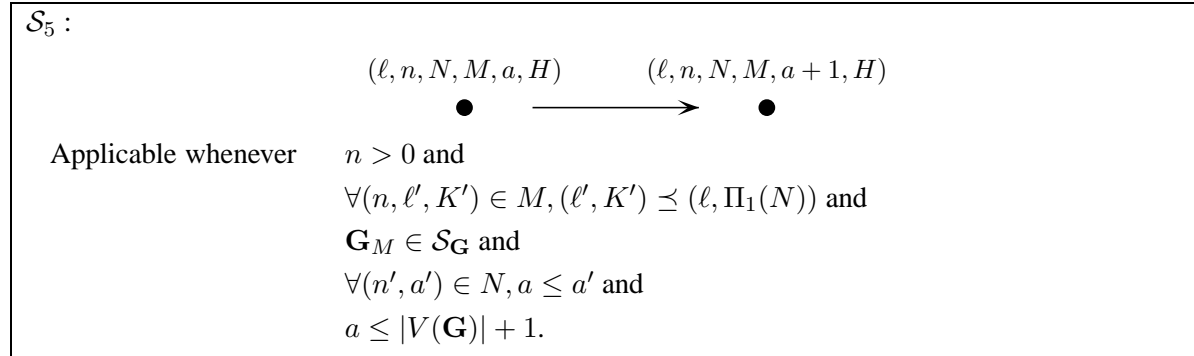 𝒮₅ :
(ℓ, n, N, M, a, H) (ℓ, n, N, M, a + 1, H)
Applicable whenever n > 0 and
∀(n, ℓ′, K′) ∈ M, (ℓ′, K′) ⪯ (ℓ, Π₁(N)) and
𝐆_M ∈ 𝒮_𝐆 and
∀(n′, a′) ∈ N, a ≤ a′ and
a ≤ |V(𝐆)| + 1.